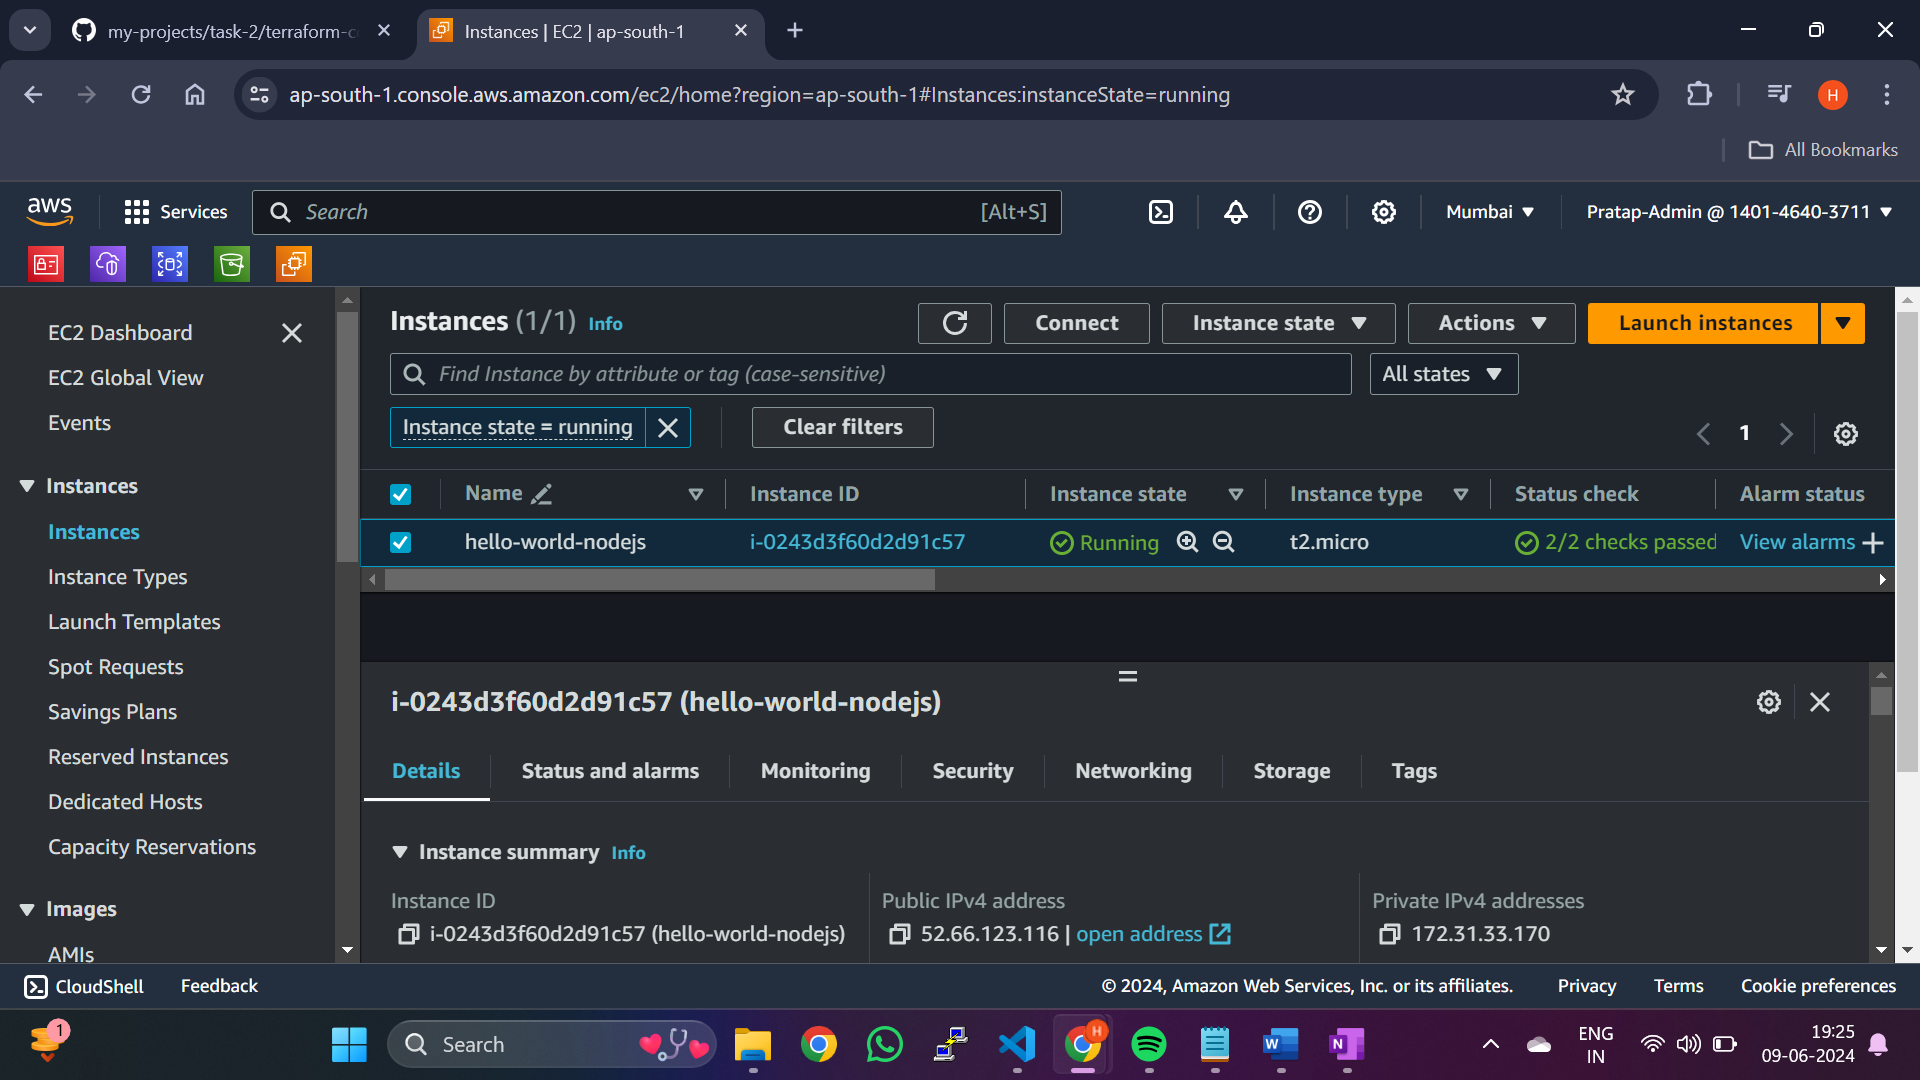 my-projects/task-2/terraform-c
Instances | EC2 | ap-south-1
ap-south-1.console.aws.amazon.com/ec2/home?region=ap-south-1#Instances:instanceState=running
H
All Bookmarks
aws
Services
Search
[Alt+S]
Mumbai
Pratap-Admin @ 1401-4640-3711
EC2 Dashboard
EC2 Global View
Events
Instances
Instances
Instance Types
Launch Templates
Spot Requests
Savings Plans
Reserved Instances
Dedicated Hosts
Capacity Reservations
Images
AMIs
Instances (1/1) Info
Connect
Instance state
Actions
Launch instances
Find Instance by attribute or tag (case-sensitive)
All states
Instance state = running
Clear filters
1
Name
Instance ID
Instance state
Instance type
Status check
Alarm status
hello-world-nodejs
i-0243d3f60d2d91c57
Running
t2.micro
2/2 checks passed
View alarms
i-0243d3f60d2d91c57 (hello-world-nodejs)
Details
Status and alarms
Monitoring
Security
Networking
Storage
Tags
Instance summary Info
Instance ID
i-0243d3f60d2d91c57 (hello-world-nodejs)
Public IPv4 address
52.66.123.116 | open address
Private IPv4 addresses
172.31.33.170
CloudShell
Feedback
© 2024, Amazon Web Services, Inc. or its affiliates.
Privacy
Terms
Cookie preferences
1
Search
H
W
N
ENG
IN
19:25
09-06-2024